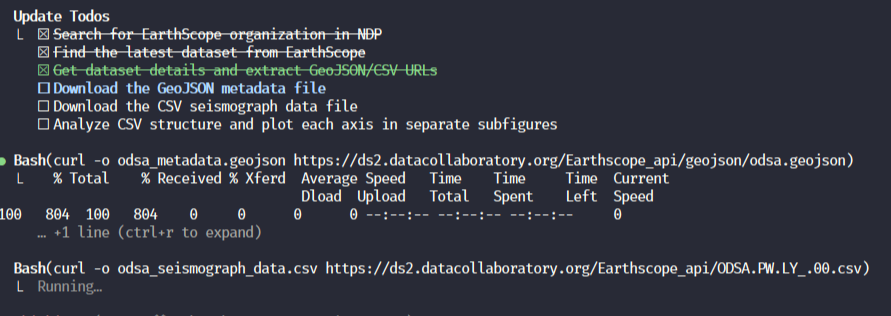 Update Todos
L ☒ Search for EarthScope organization in NDP
☒ Find the latest dataset from EarthScope
☒ Get dataset details and extract GeoJSON/CSV URLs
☐ Download the GeoJSON metadata file
☐ Download the CSV seismograph data file
☐ Analyze CSV structure and plot each axis in separate subfigures
● Bash(curl -o odsa_metadata.geojson https://ds2.datacollaboratory.org/Earthscope_api/geojson/odsa.geojson)
L % Total % Received % Xferd Average Speed Time Time Time Current
Dload Upload Total Spent Left Speed
100 804 100 804 0 0 0 0 --:--:-- --:--:-- --:--:-- 0
… +1 line (ctrl+r to expand)
Bash(curl -o odsa_seismograph_data.csv https://ds2.datacollaboratory.org/Earthscope_api/ODSA.PW.LY_.00.csv)
L Running…